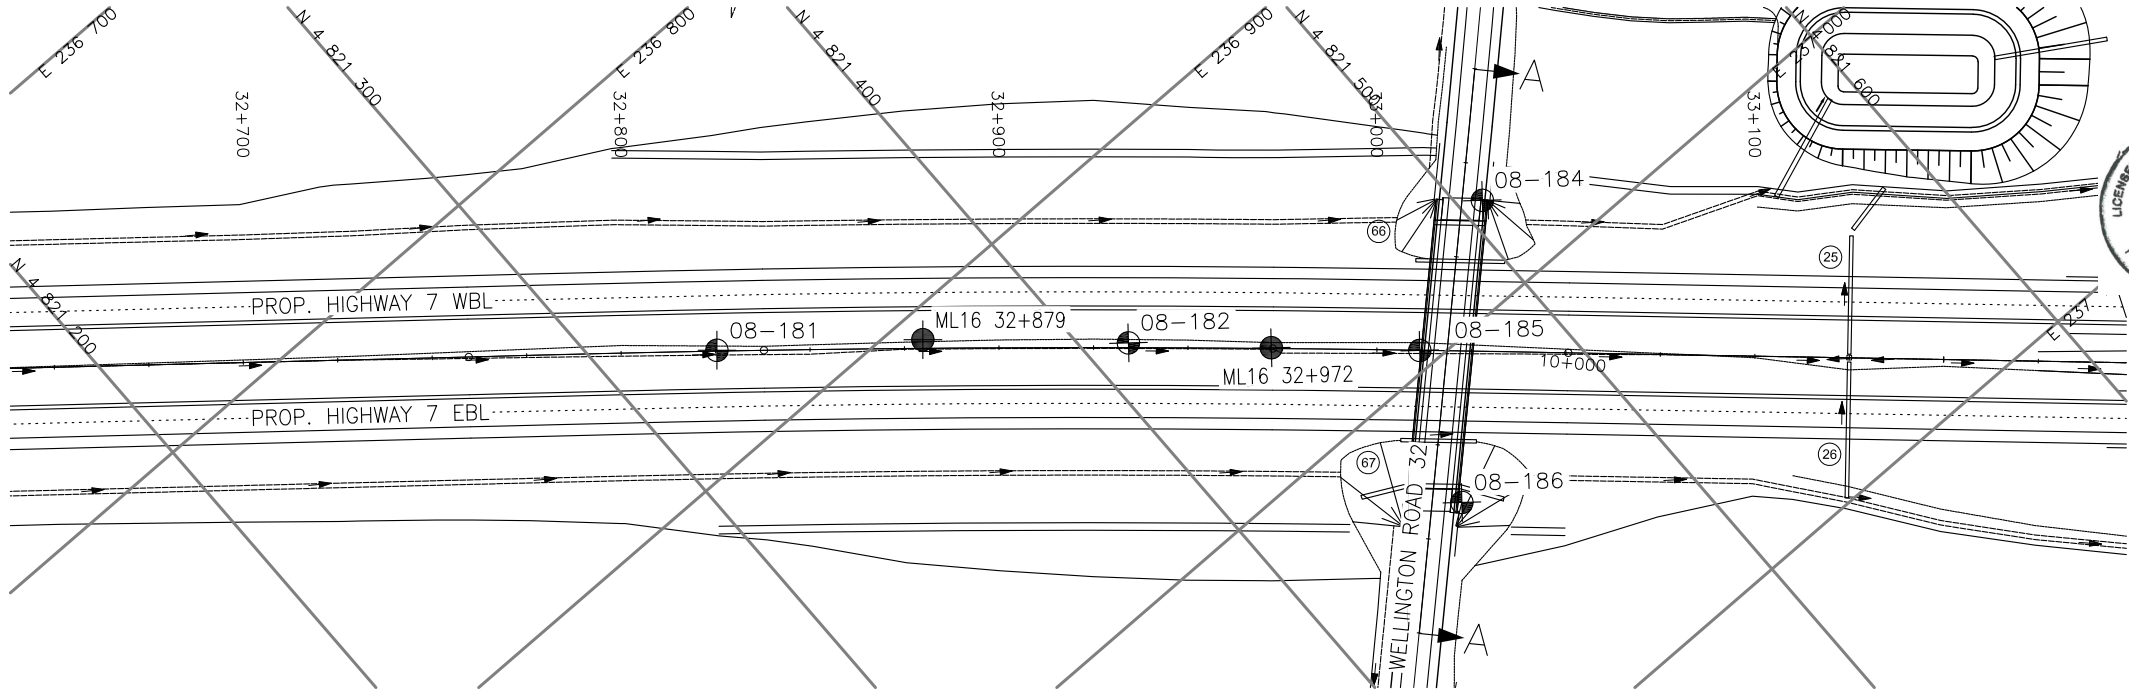 E 236 700
N 4 821 300
E 236 800
N 4 821 400
E 236 900
N 4 821 500
N 4 821 600
A
32+700
32+800
32+900
33+000
33+100
08-184
66
LICENSE
25
N 4 821 200
PROP. HIGHWAY 7 WBL
08-181
ML16 32+879
08-182
08-185
E 237
10+000
ML16 32+972
PROP. HIGHWAY 7 EBL
67
26
08-186
WELLINGTON ROAD 32
A